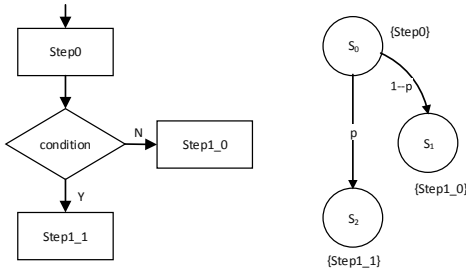 Step0
condition
N
Step1_0
Y
Step1_1
{Step0}
S0
1--p
p
S1
{Step1_0}
S2
{Step1_1}